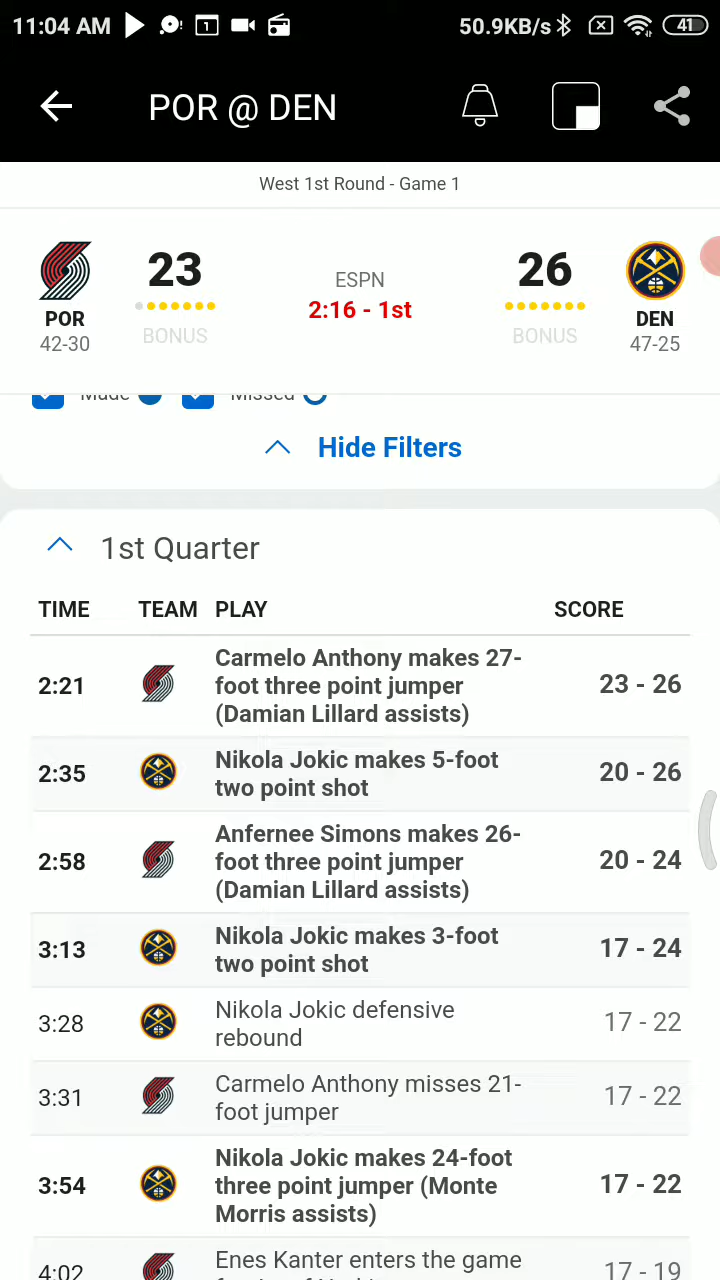 11:04 AM
1
50.9KB/s
41
POR @ DEN
West 1st Round - Game 1
23
ESPN
26
2:16 - 1st
POR
BONUS
BONUS
DEN
42-30
47-25
Made
Missed
Hide Filters
1st Quarter
TIME TEAM PLAY SCORE
Carmelo Anthony makes 27-
2:21 foot three point jumper 23 - 26
(Damian Lillard assists)
Nikola Jokic makes 5-foot
2:35 two point shot 20 - 26
Anfernee Simons makes 26-
2:58 foot three point jumper 20 - 24
(Damian Lillard assists)
Nikola Jokic makes 3-foot
3:13 two point shot 17 - 24
Nikola Jokic defensive
3:28 rebound 17 - 22
Carmelo Anthony misses 21-
3:31 foot jumper 17 - 22
Nikola Jokic makes 24-foot
3:54 three point jumper (Monte 17 - 22
Morris assists)
Enes Kanter enters the game
4:02 17 - 19